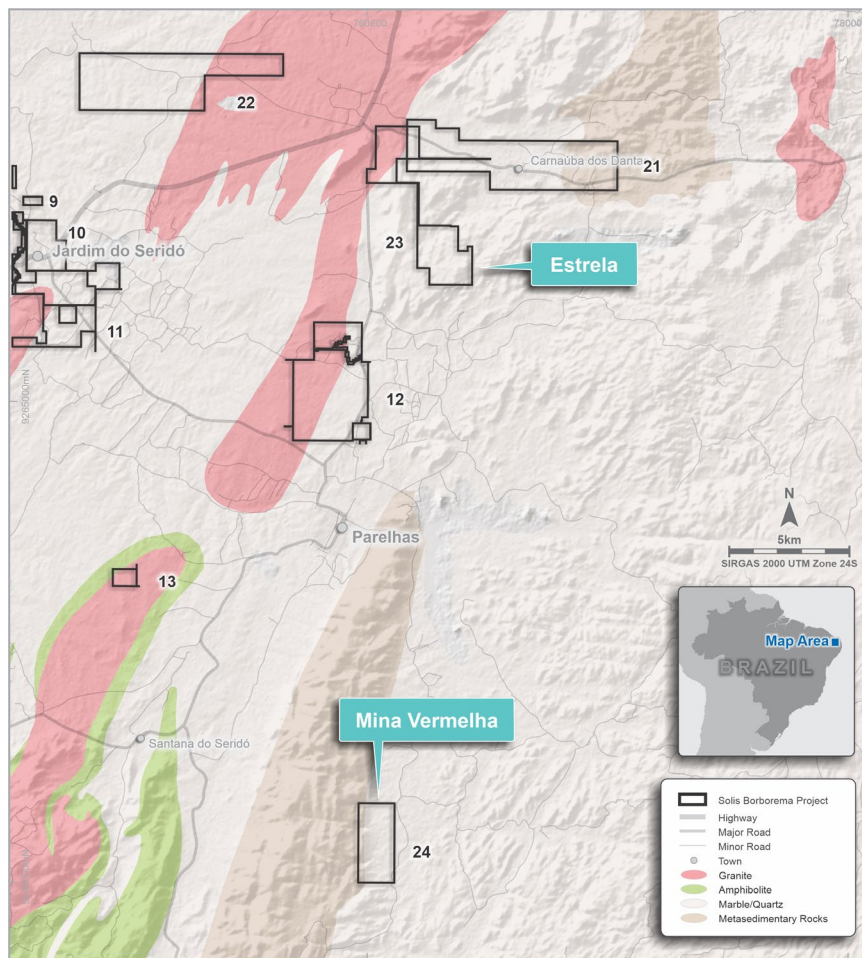 780000
22
Carnaúba dos Danta
21
9
10
Jardim do Seridó
23
Estrela
11
12
9265000mN
N
5km
SIRGAS 2000 UTM Zone 24S
Parelhas
13
Map Area
BRAZIL
Mina Vermelha
Santana do Seridó
24
Solis Borborema Project
Highway
Major Road
Minor Road
Town
Granite
Amphibolite
Marble/Quartz
Metasedimentary Rocks